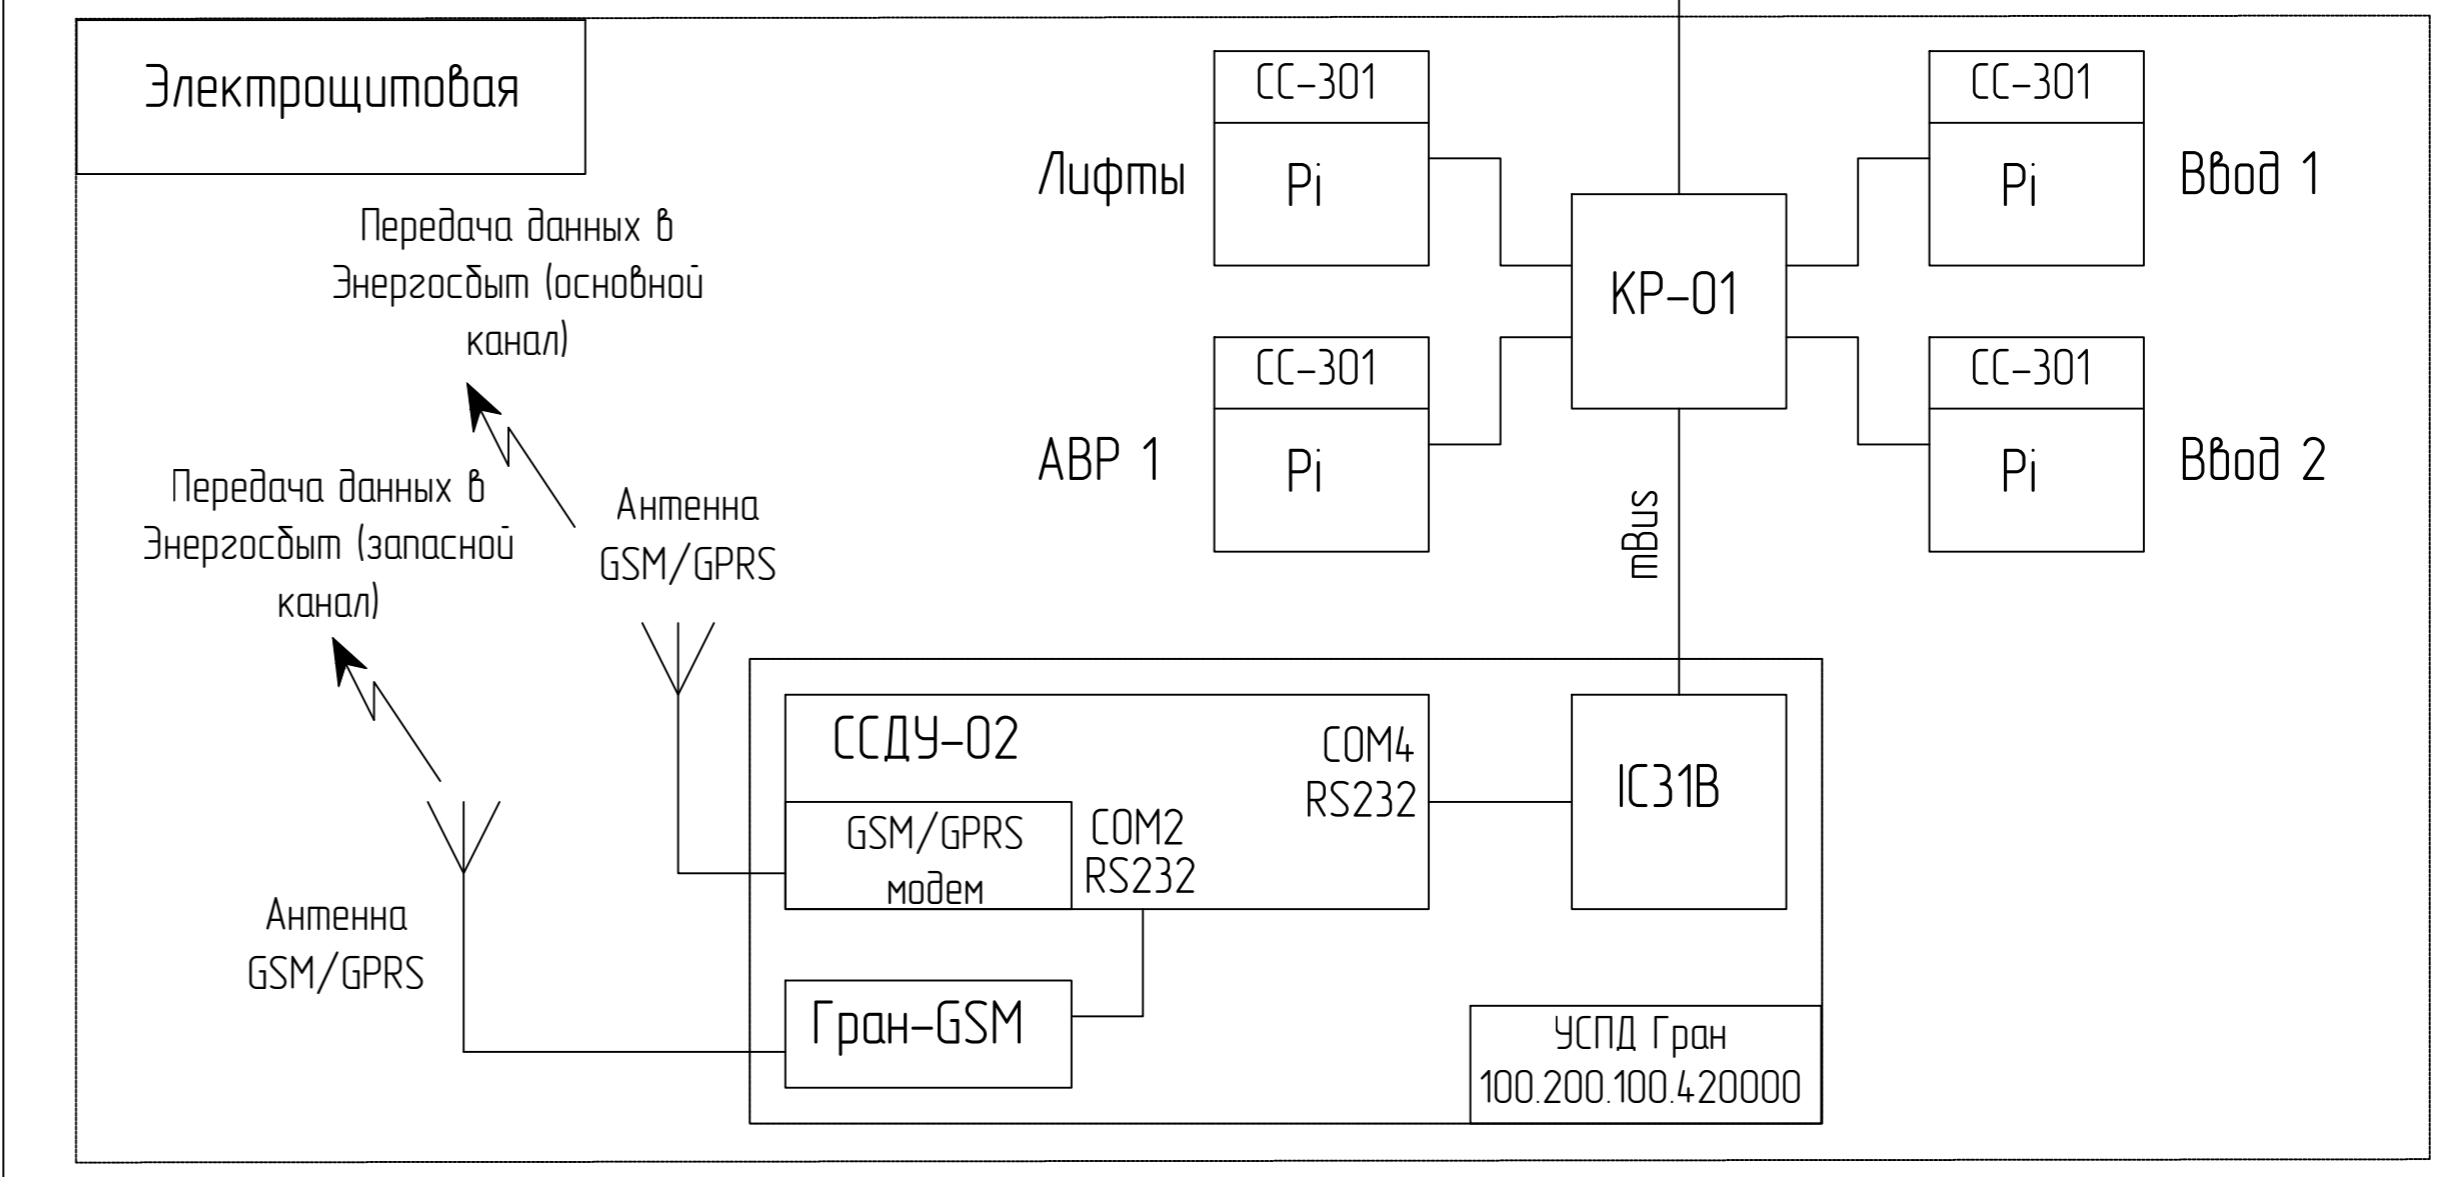 Электрощитовая
СС-301
Pi
Лифты
СС-301
Pi
Ввод 1
КР-01
Передача данных в
Энергосбыт (основной
канал)
СС-301
Pi
АВР 1
СС-301
Pi
Ввод 2
mBus
Передача данных в
Энергосбыт (запасной
канал)
Антенна
GSM/GPRS
ССДУ-02
COM4
RS232
IC31B
GSM/GPRS
модем
COM2
RS232
Антенна
GSM/GPRS
Гран-GSM
УСПД Гран
100.200.100.420000